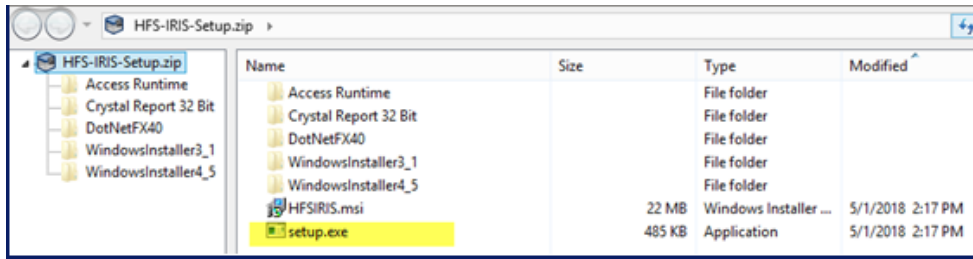 HFS-IRIS-Setup.zip
HFS-IRIS-Setup.zip
Access Runtime
Crystal Report 32 Bit
DotNetFX40
WindowsInstaller3_1
WindowsInstaller4_5
Name Size Type Modified
Access Runtime File folder
Crystal Report 32 Bit File folder
DotNetFX40 File folder
WindowsInstaller3_1 File folder
WindowsInstaller4_5 File folder
HFSIRIS.msi 22 MB Windows Installer ... 5/1/2018 2:17 PM
setup.exe 485 KB Application 5/1/2018 2:17 PM